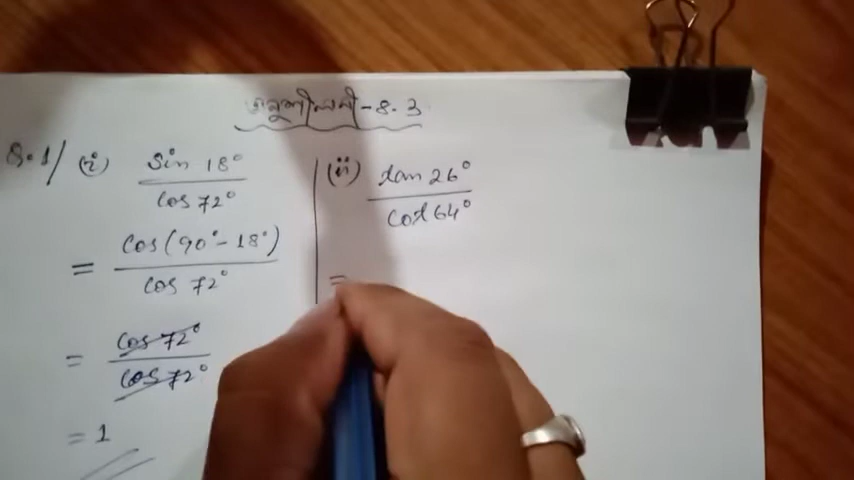 অনুশীলনী - 8.3
Q.1/ (i) sin 18° / cos 72°
= cos(90° - 18°) / cos 72°
= cos 72° / cos 72°
= 1
(ii) tan 26° / cot 64°
=